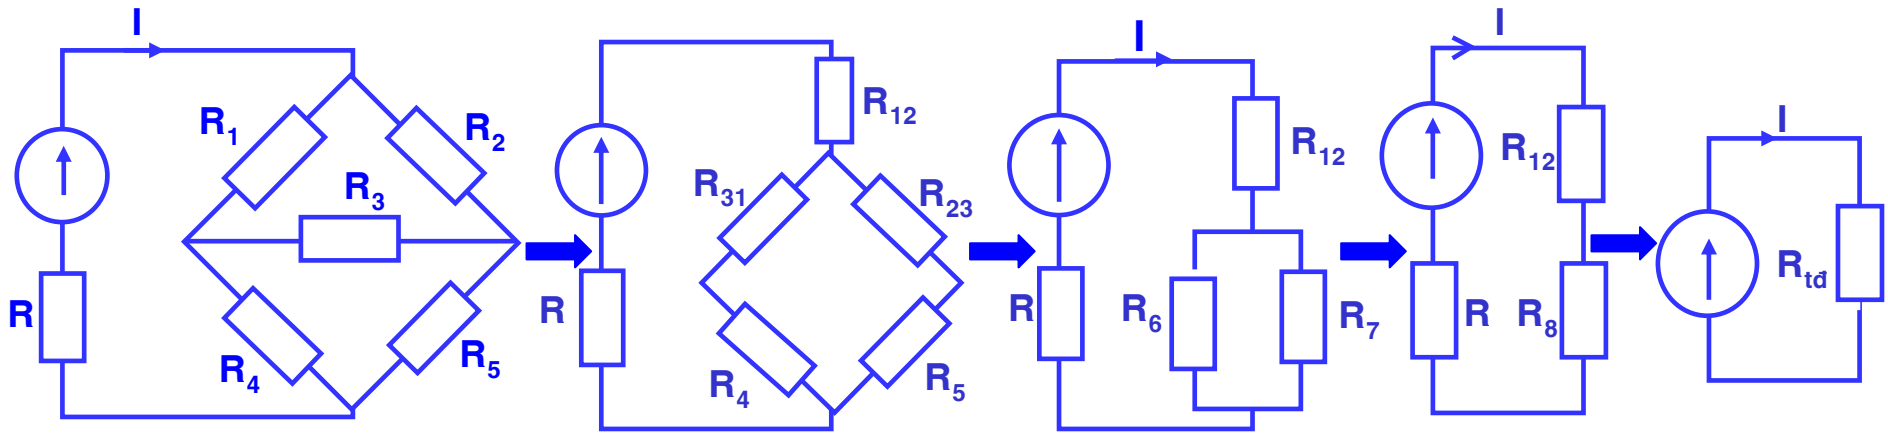 I
R₁
R₂
R₃
R
R₄
R₅
R₁₂
R₃₁
R₂₃
R
R₄
R₅
I
R₁₂
R
R₆
R₇
I
R₁₂
R
R₈
I
Rtđ